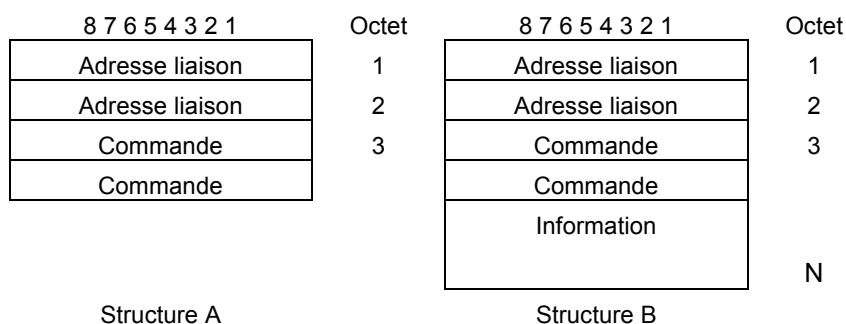 8 7 6 5 4 3 2 1 Octet 8 7 6 5 4 3 2 1 Octet
Adresse liaison 1 Adresse liaison 1
Adresse liaison 2 Adresse liaison 2
Commande 3 Commande 3
Commande Commande
Information
N
Structure A Structure B